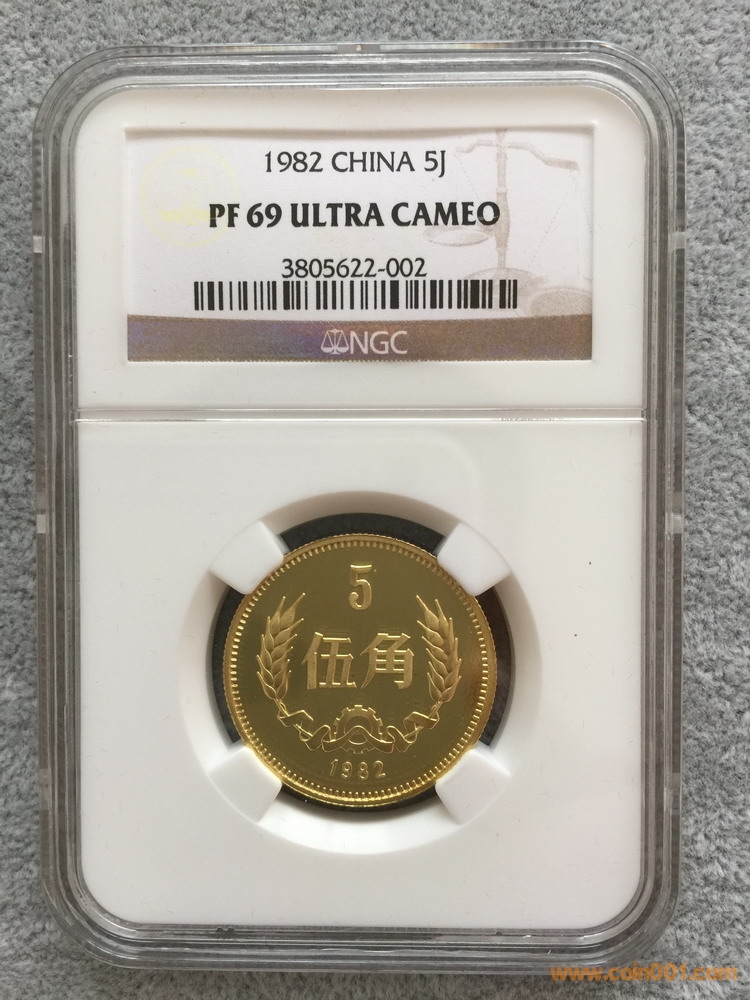 1982 CHINA 5J
PF 69 ULTRA CAMEO
3805622-002
NGC
5
伍角
1982
www.coin001.com